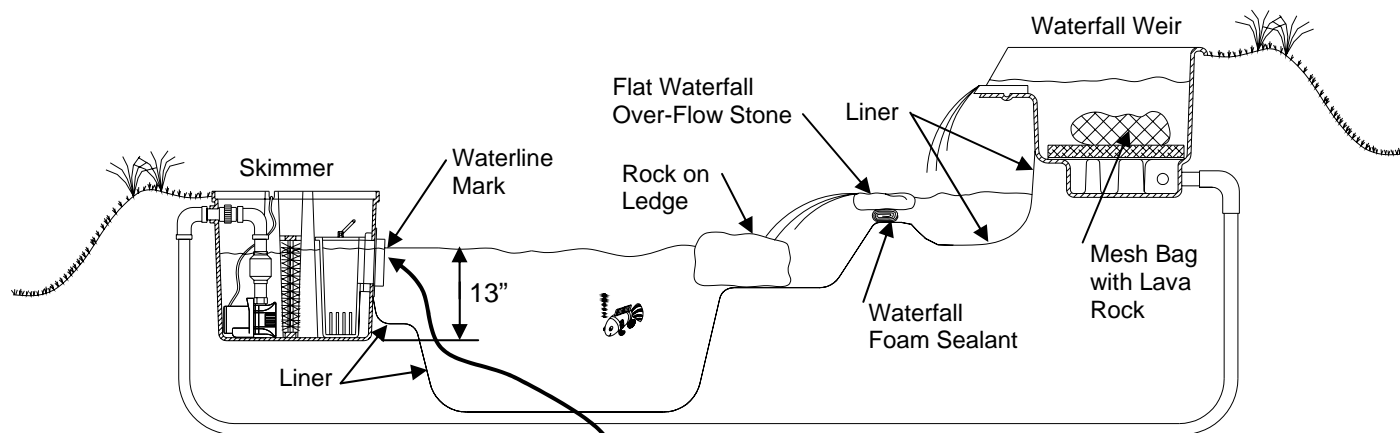 Waterfall Weir
Flat Waterfall
Over-Flow Stone
Liner
Skimmer
Waterline
Mark
Rock on
Ledge
13”
Mesh Bag
with Lava
Rock
Waterfall
Foam Sealant
Liner